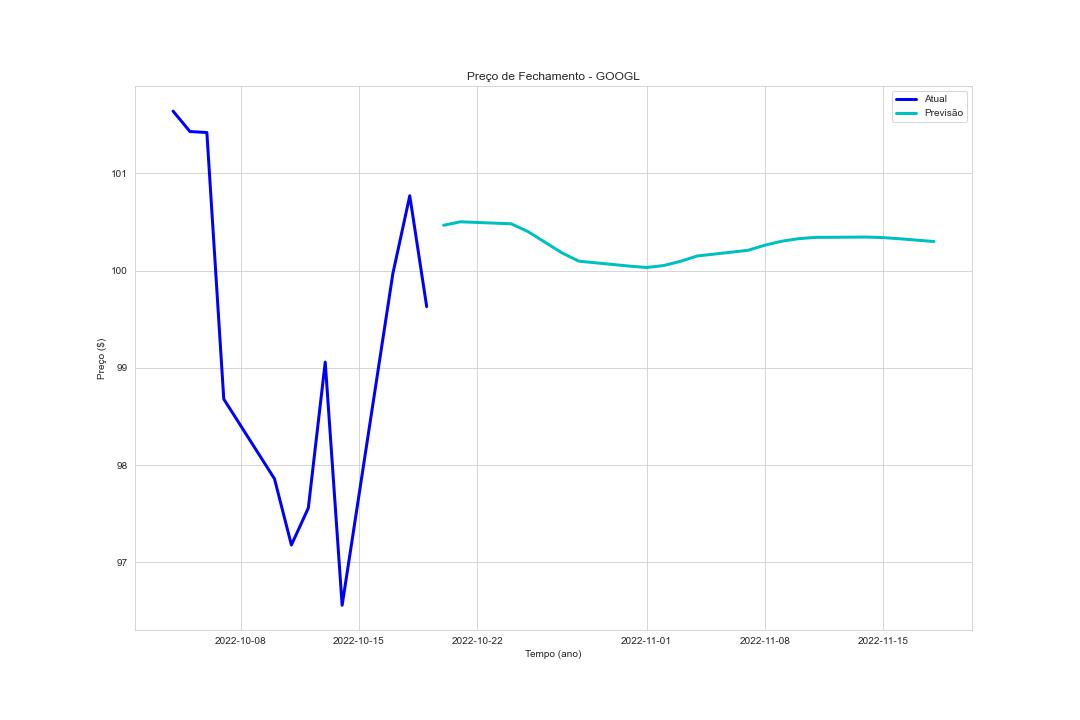 Preço de Fechamento - GOOGL
Atual
Previsão
Preço ($)
101
100
99
98
97
2022-10-08
2022-10-15
2022-10-22
2022-11-01
2022-11-08
2022-11-15
Tempo (ano)